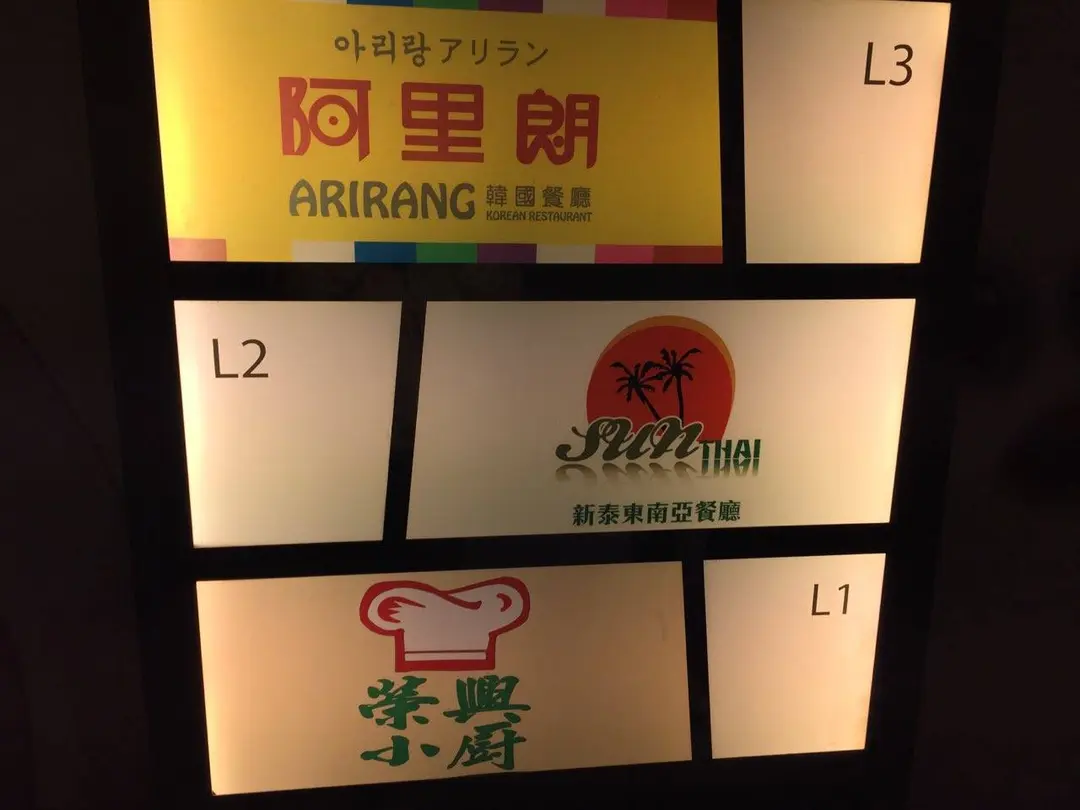 아리랑 アリラン
阿里朗
ARIRANG 韓國餐廳
KOREAN RESTAURANT
L3
L2
SUN THAI
新泰東南亞餐廳
榮興
小厨
L1